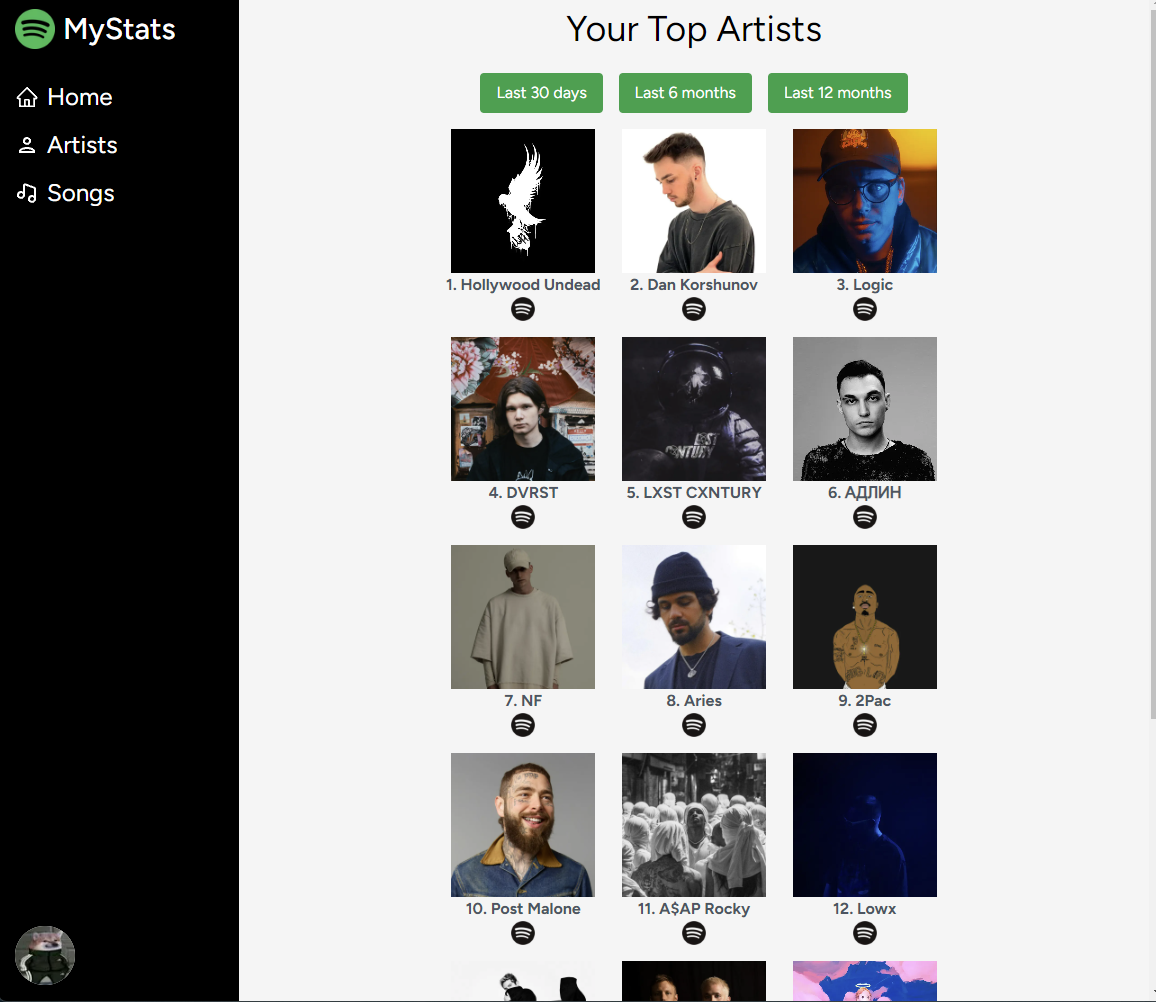 MyStats
Home
Artists
Songs
Your Top Artists
Last 30 days
Last 6 months
Last 12 months
1. Hollywood Undead
2. Dan Korshunov
3. Logic
4. DVRST
LXST
CXNTURY
5. LXST CXNTURY
6. АДЛИН
7. NF
8. Aries
9. 2Pac
10. Post Malone
11. A$AP Rocky
12. Lowx